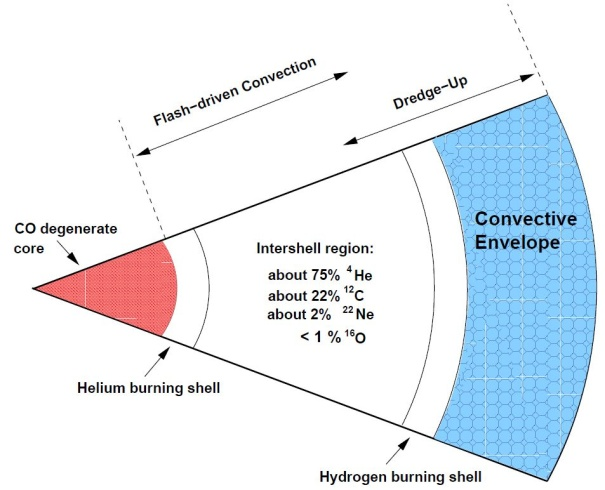 Flash−driven Convection
Dredge−Up
CO degenerate
core
Convective
Envelope
Intershell region:
about 75% ⁴He
about 22% ¹²C
about 2% ²²Ne
< 1 % ¹⁶O
Helium burning shell
Hydrogen burning shell